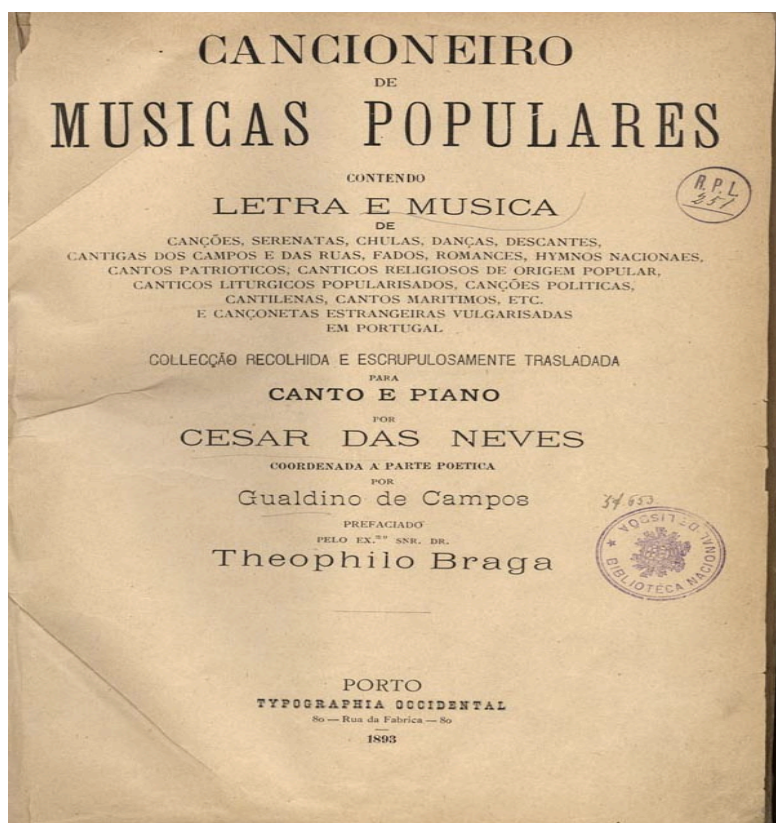 CANCIONEIRO
DE
MUSICAS POPULARES
CONTENDO
LETRA E MUSICA
DE
CANÇÕES, SERENATAS, CHULAS, DANÇAS, DESCANTES,
CANTIGAS DOS CAMPOS E DAS RUAS, FADOS, ROMANCES, HYMNOS NACIONAES,
CANTOS PATRIOTICOS, CANTICOS RELIGIOSOS DE ORIGEM POPULAR,
CANTICOS LITURGICOS POPULARISADOS, CANÇÕES POLITICAS,
CANTILENAS, CANTOS MARITIMOS, ETC.
E CANÇONETAS ESTRANGEIRAS VULGARISADAS
EM PORTUGAL
COLLECÇÃO RECOLHIDA E ESCRUPULOSAMENTE TRASLADADA
PARA
CANTO E PIANO
POR
CESAR DAS NEVES
COORDENADA A PARTE POETICA
POR
Gualdino de Campos
PREFACIADO
PELO EX.mo SNR. DR.
Theophilo Braga
PORTO
TYPOGRAPHIA OCCIDENTAL
80 — Rua da Fabrica — 80
1893
R. P. L.
251
34.653
BIBLIOTECA NACIONAL DE LISBOA